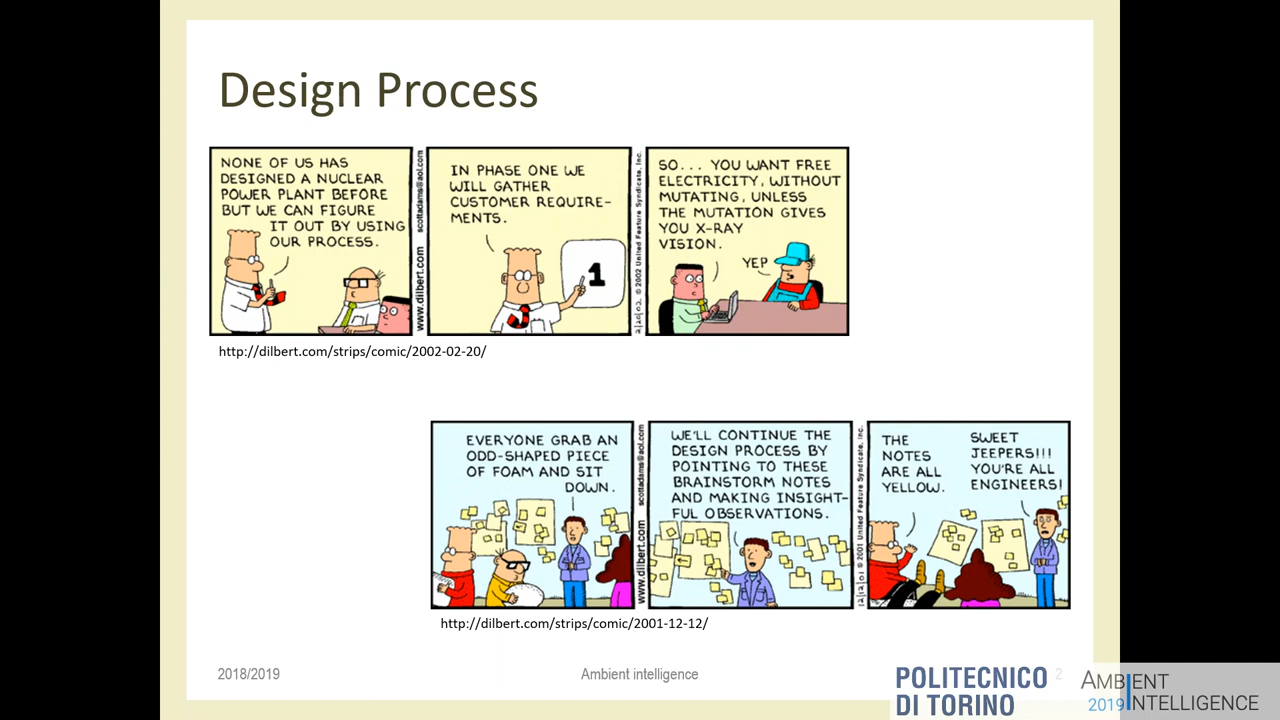 Design Process
NONE OF US HAS
DESIGNED A NUCLEAR
POWER PLANT BEFORE
BUT WE CAN FIGURE
IT OUT BY USING
OUR PROCESS.
www.dilbert.com scottadams@aol.com
IN PHASE ONE WE
WILL GATHER
CUSTOMER REQUIRE-
MENTS.
1
2/20/02 © 2002 United Feature Syndicate, Inc.
SO... YOU WANT FREE
ELECTRICITY, WITHOUT
MUTATING, UNLESS
THE MUTATION GIVES
YOU X-RAY
VISION.
YEP
http://dilbert.com/strips/comic/2002-02-20/
EVERYONE GRAB AN
ODD-SHAPED PIECE
OF FOAM AND SIT
DOWN.
www.dilbert.com scottadams@aol.com
WE'LL CONTINUE THE
DESIGN PROCESS BY
POINTING TO THESE
BRAINSTORM NOTES
AND MAKING INSIGHT-
FUL OBSERVATIONS.
12/12/01 © 2001 United Feature Syndicate, Inc.
THE
NOTES
ARE ALL
YELLOW.
SWEET
JEEPERS!!!
YOU'RE ALL
ENGINEERS!
http://dilbert.com/strips/comic/2001-12-12/
2018/2019
Ambient intelligence
2
POLITECNICO
DI TORINO
AMBIENT
2019 INTELLIGENCE